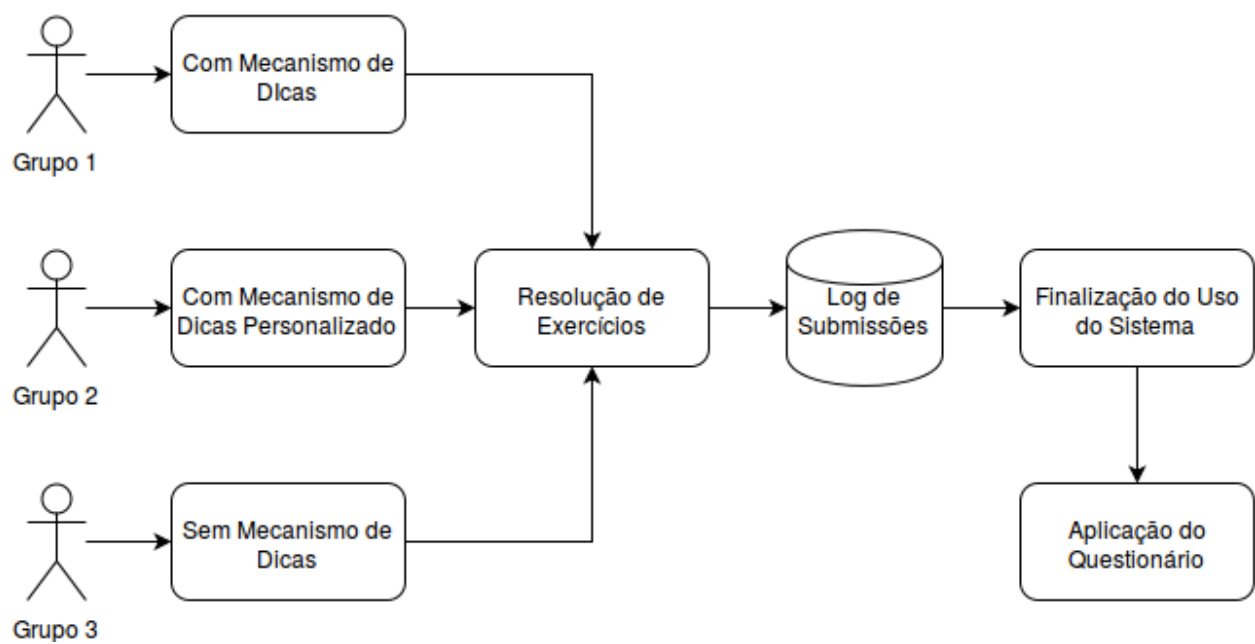 Com Mecanismo de
DIcas
Grupo 1
Com Mecanismo de
Dicas Personalizado
Grupo 2
Sem Mecanismo de
Dicas
Grupo 3
Resolução de
Exercícios
Log de
Submissões
Finalização do Uso
do Sistema
Aplicação do
Questionário